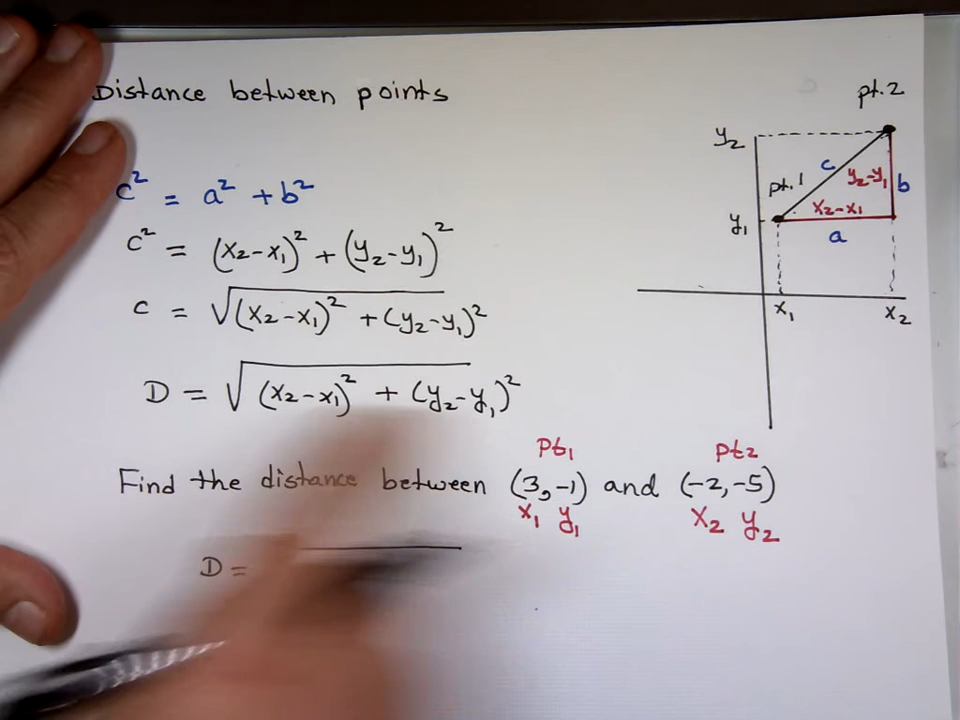 Distance between points
pt.2
y₂
c
pt.1
y₂-y₁
b
x₂-x₁
y₁
a
x₁
x₂
c² = a² + b²
c² = (x₂-x₁)² + (y₂-y₁)²
c = √(x₂-x₁)² + (y₂-y₁)²
D = √(x₂-x₁)² + (y₂-y₁)²
Pt₁ Pt₂
Find the distance between (3,-1) and (-2,-5)
x₁ y₁ x₂ y₂
D =